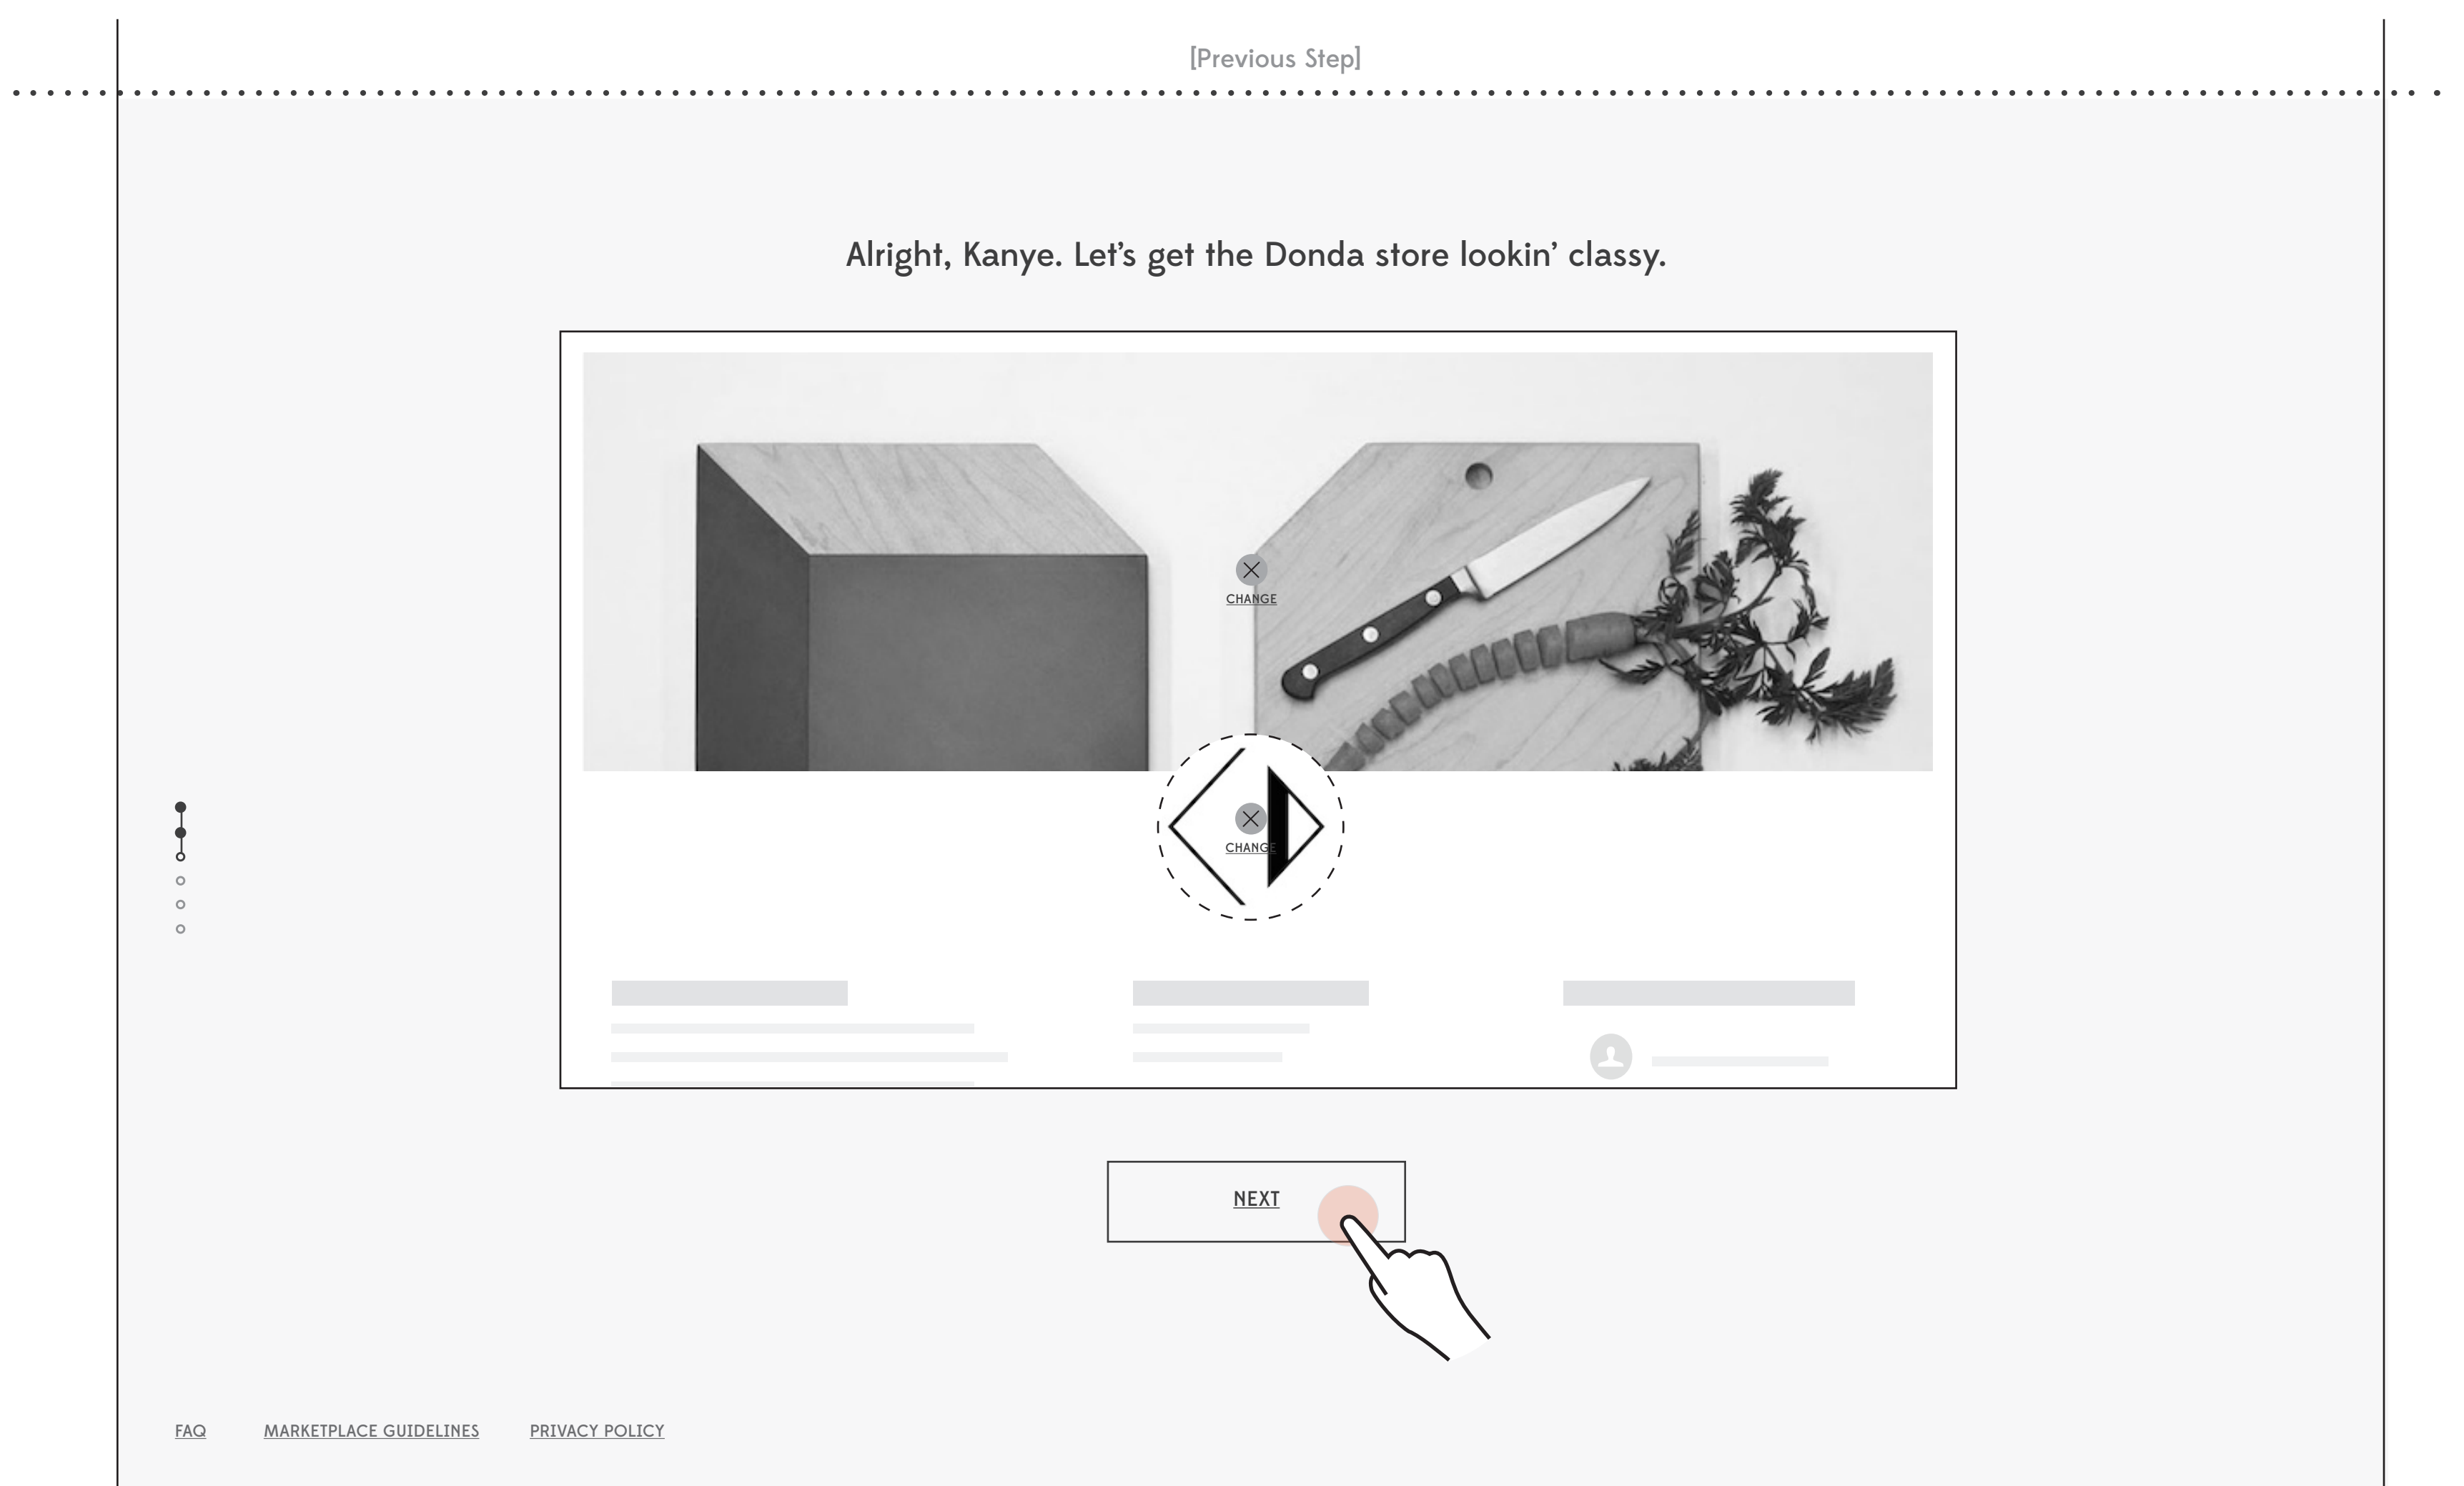 [Previous Step]
Alright, Kanye. Let’s get the Donda store lookin’ classy.
CHANGE
CHANGE
NEXT
FAQ MARKETPLACE GUIDELINES PRIVACY POLICY